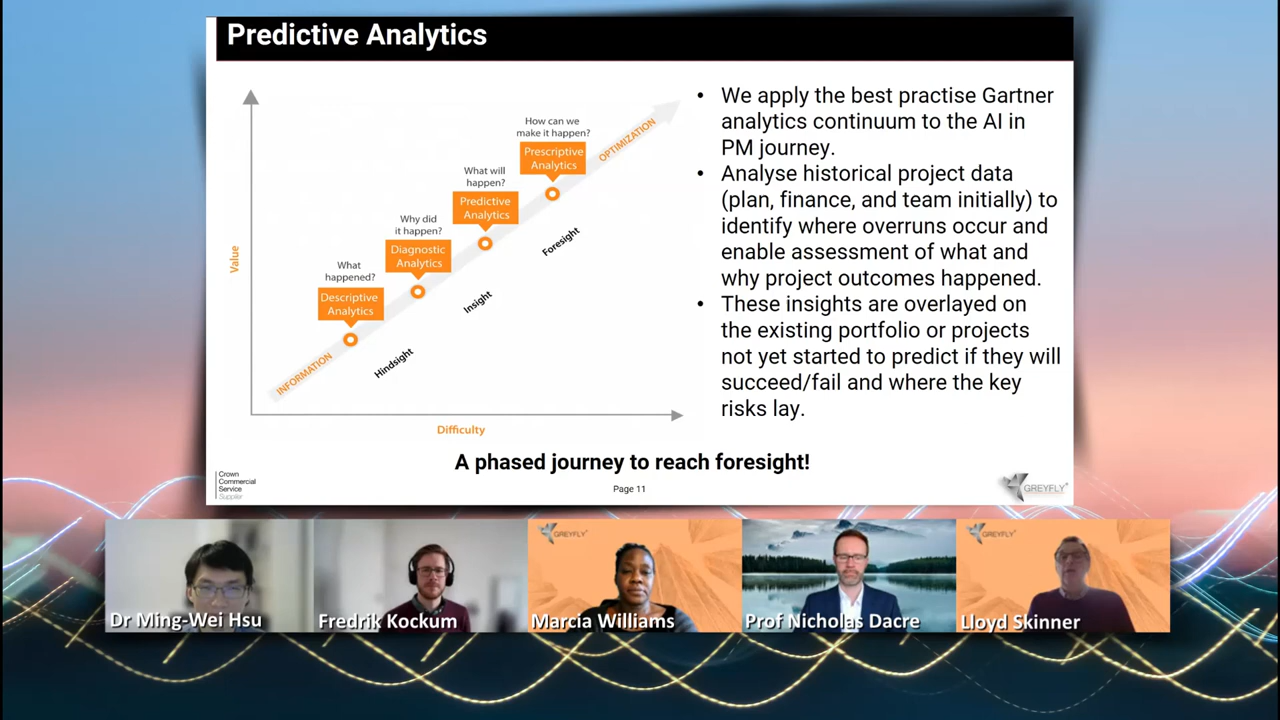 Predictive Analytics
How can we
make it happen?
Prescriptive
Analytics
OPTIMIZATION
What will
happen?
Predictive
Analytics
Foresight
Why did
it happen?
Diagnostic
Analytics
Insight
What
happened?
Descriptive
Analytics
Hindsight
INFORMATION
Value
Difficulty
• We apply the best practise Gartner
analytics continuum to the AI in
PM journey.
• Analyse historical project data
(plan, finance, and team initially) to
identify where overruns occur and
enable assessment of what and
why project outcomes happened.
• These insights are overlayed on
the existing portfolio or projects
not yet started to predict if they will
succeed/fail and where the key
risks lay.
A phased journey to reach foresight!
Crown
Commercial
Service
Supplier
Page 11
GREYFLY®
GREYFLY®
GREYFLY®
Dr Ming-Wei Hsu
Fredrik Kockum
Marcia Williams
Prof Nicholas Dacre
Lloyd Skinner